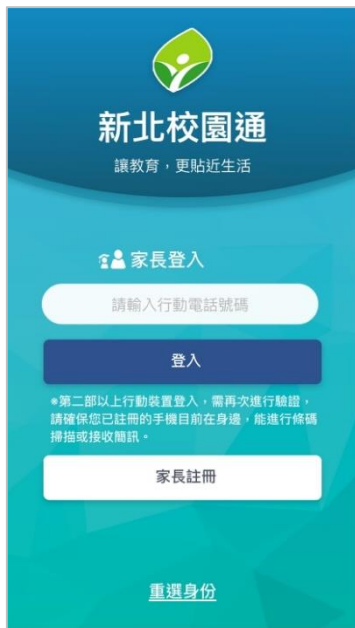 新北校園通
讓教育，更貼近生活
家長登入
請輸入行動電話號碼
登入
※第二部以上行動裝置登入，需再次進行驗證，
請確保您已註冊的手機目前在身邊，能進行條碼
掃描或接收簡訊。
家長註冊
重選身份